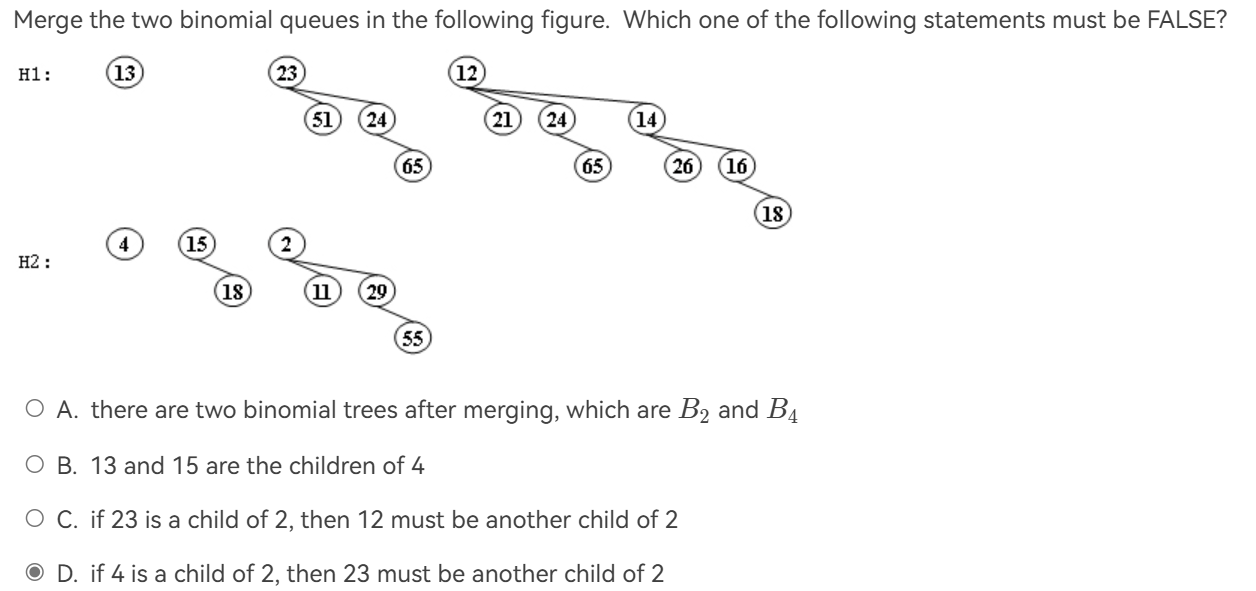 Merge the two binomial queues in the following figure. Which one of the following statements must be FALSE?
H1: 13 23 12
51 24 21 24 14
65 65 26 16
18
H2: 4 15 2
18 11 29
55
A. there are two binomial trees after merging, which are B₂ and B₄
B. 13 and 15 are the children of 4
C. if 23 is a child of 2, then 12 must be another child of 2
D. if 4 is a child of 2, then 23 must be another child of 2